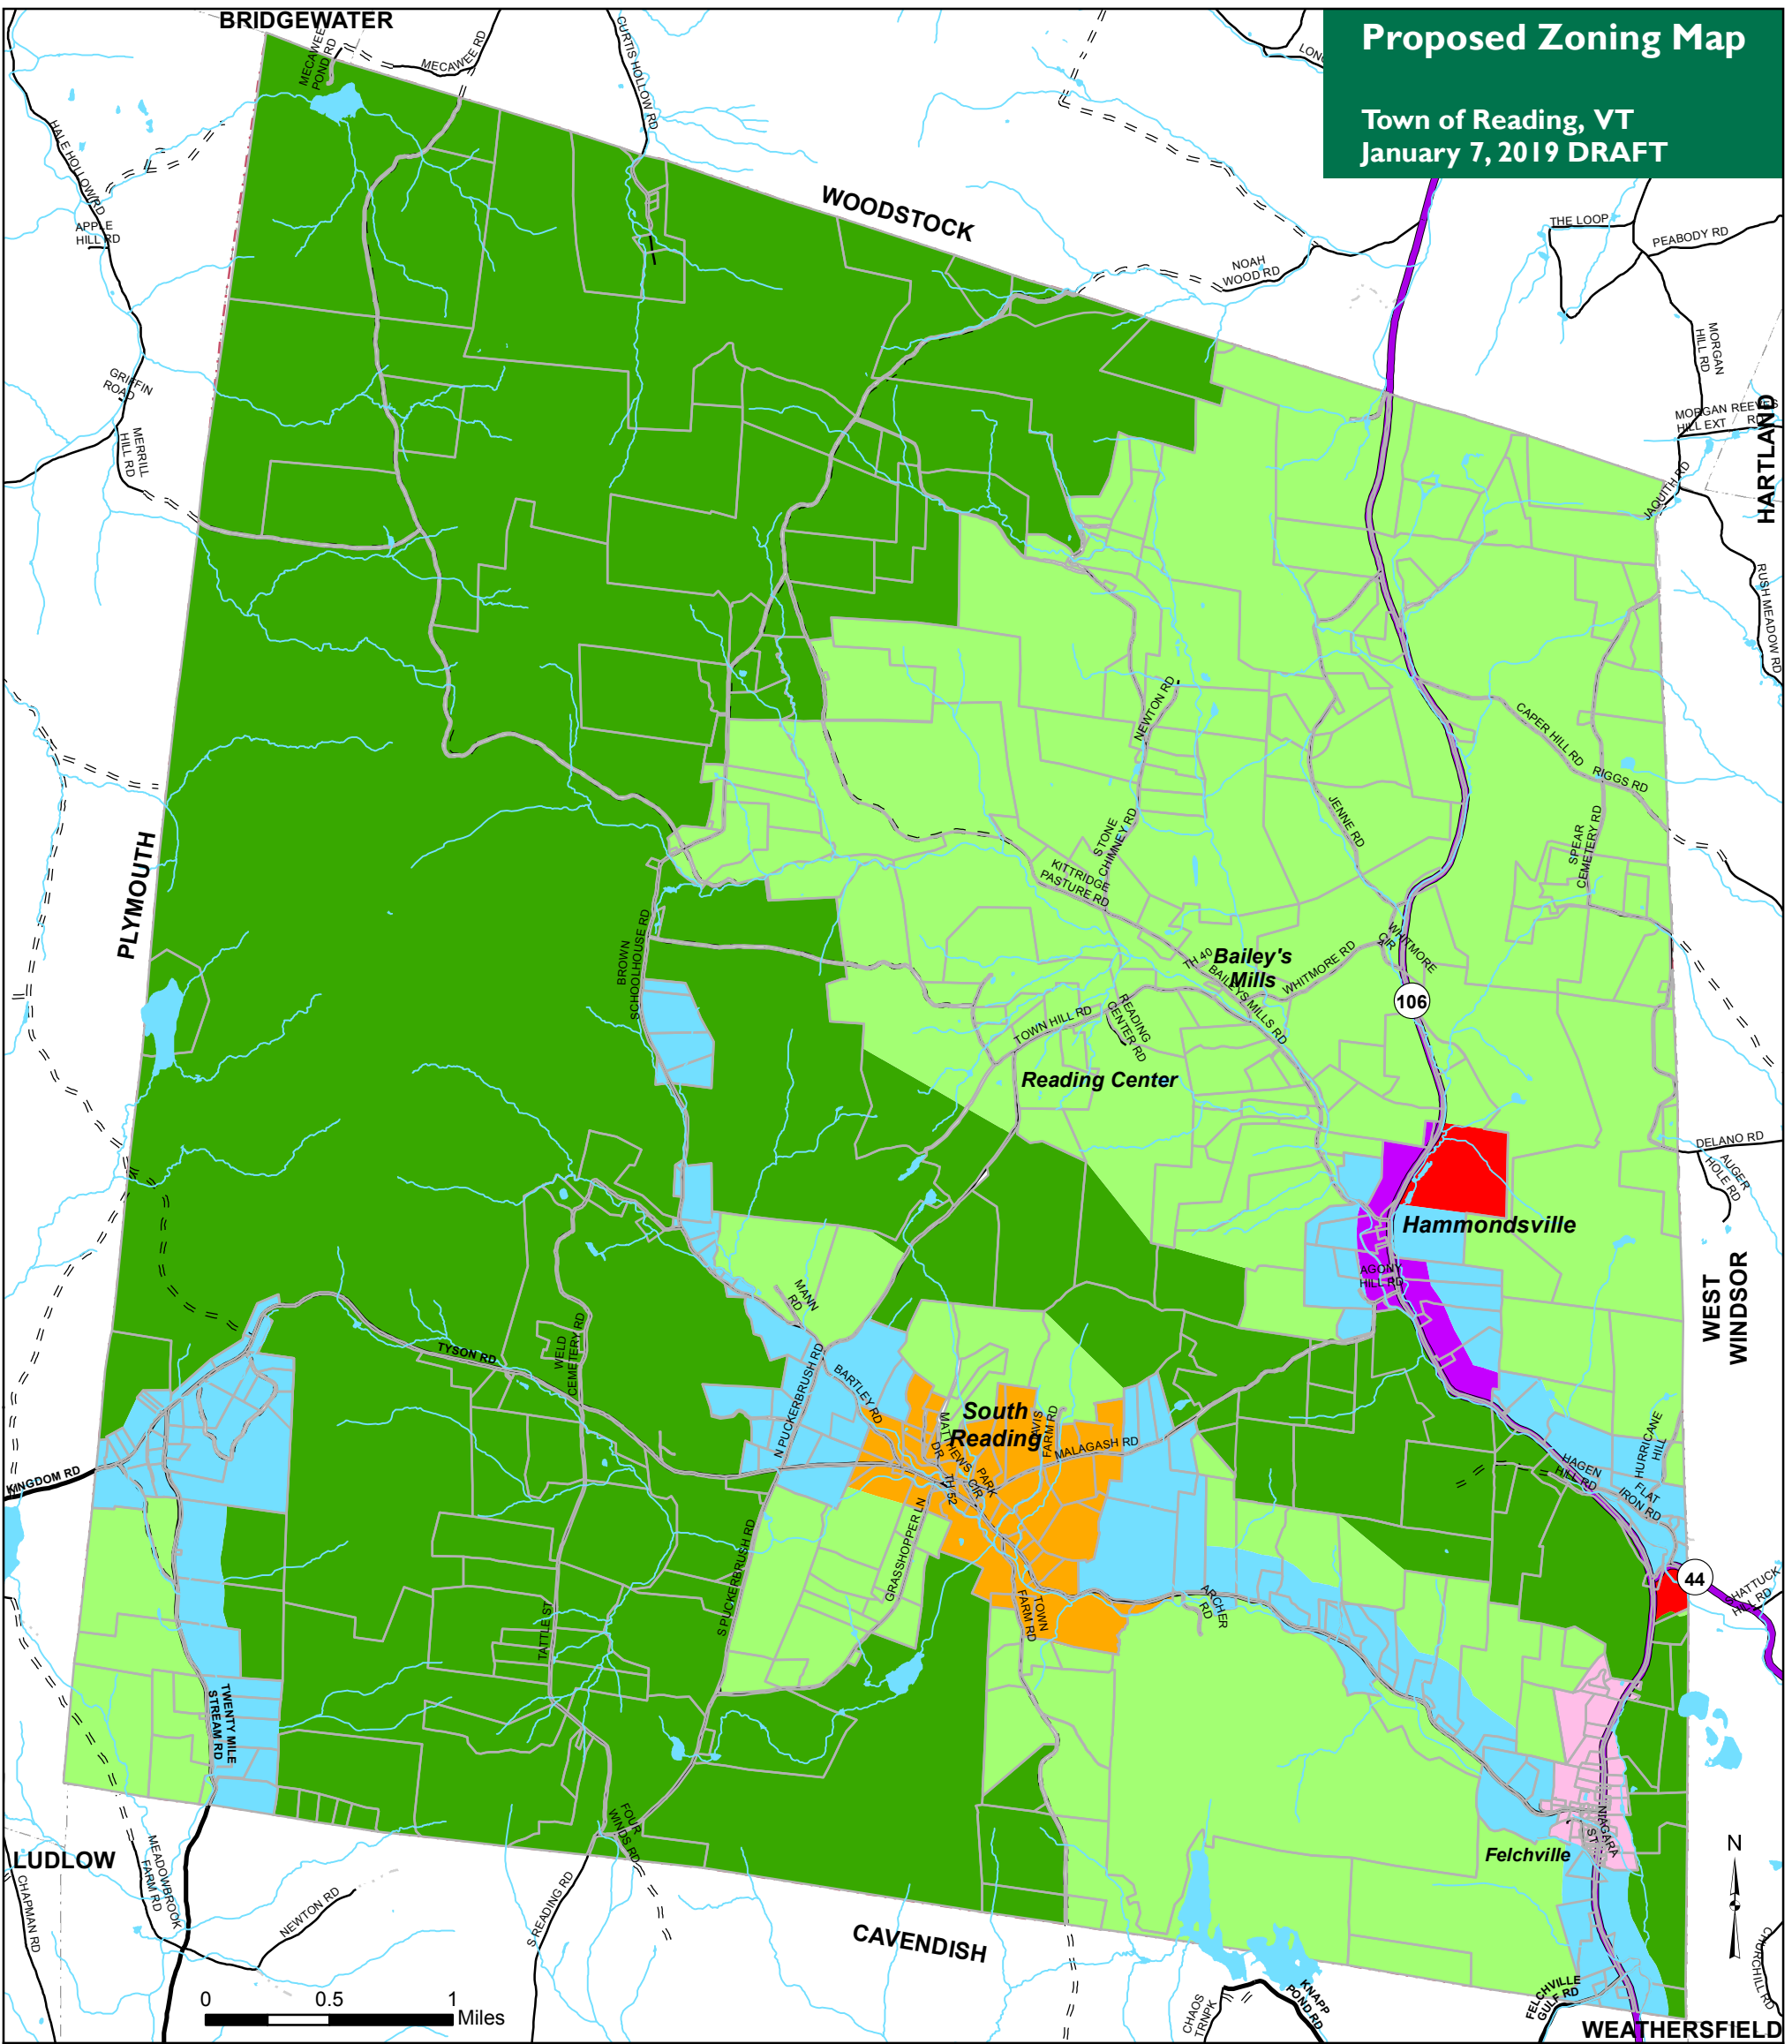 Proposed Zoning Map
Town of Reading, VT
January 7, 2019 DRAFT
BRIDGEWATER
MECAWEE
POND RD
MECAWEE RD
CURTIS HOLLOW RD
HALE HOLLOW RD
APPLE
HILL RD
WOODSTOCK
NOAH
WOOD RD
THE LOOP
PEABODY RD
MORGAN
HILL RD
MORGAN
HILL EXT
REEVES
RD
HARTLAND
JAQUITH RD
RUSH MEADOW RD
GRIFFIN
ROAD
MERRILL
HILL RD
NEWTON RD
CAPER HILL RD
RIGGS RD
JENNE RD
SPEAR
CEMETERY RD
STONE
CHIMNEY RD
KITTRIDGE
PASTURE RD
PLYMOUTH
BROWN
SCHOOLHOUSE RD
TH 40
Bailey's
Mills
BAILEYS MILLS RD
WHITMORE RD
WHITMORE
CIR
106
TOWN HILL RD
READING
CENTER RD
Reading Center
DELANO RD
AUGER
HOLE RD
Hammondsville
AGONY
HILL RD
WEST
WINDSOR
MANN
RD
TYSON RD
WELD
CEMETERY RD
N PUCKERBRUSH RD
BARTLEY RD
South
Reading
MATTHEWS
DR
DAVIS
FARM RD
MALAGASH RD
PARK
CIR
TH 52
KINGDOM RD
HAGEN
HILL RD
HURRICANE
HILL
FLAT
IRON RD
GRASSHOPPER LN
S PUCKERBRUSH RD
TATTLE ST
TOWN
FARM RD
ARCHER
RD
44
SHATTUCK
HILL RD
TWENTY MILE
STREAM RD
FOUR
WINDS RD
NIAGARA
ST
Felchville
N
LUDLOW
CHAPMAN RD
MEADOWBROOK
FARM RD
NEWTON RD
S READING RD
CAVENDISH
CHAOS
TRNPK
KNAPP
POND RD
FELCHVILLE
GULF RD
CHURCHILL RD
WEATHERSFIELD
0 0.5 1
Miles